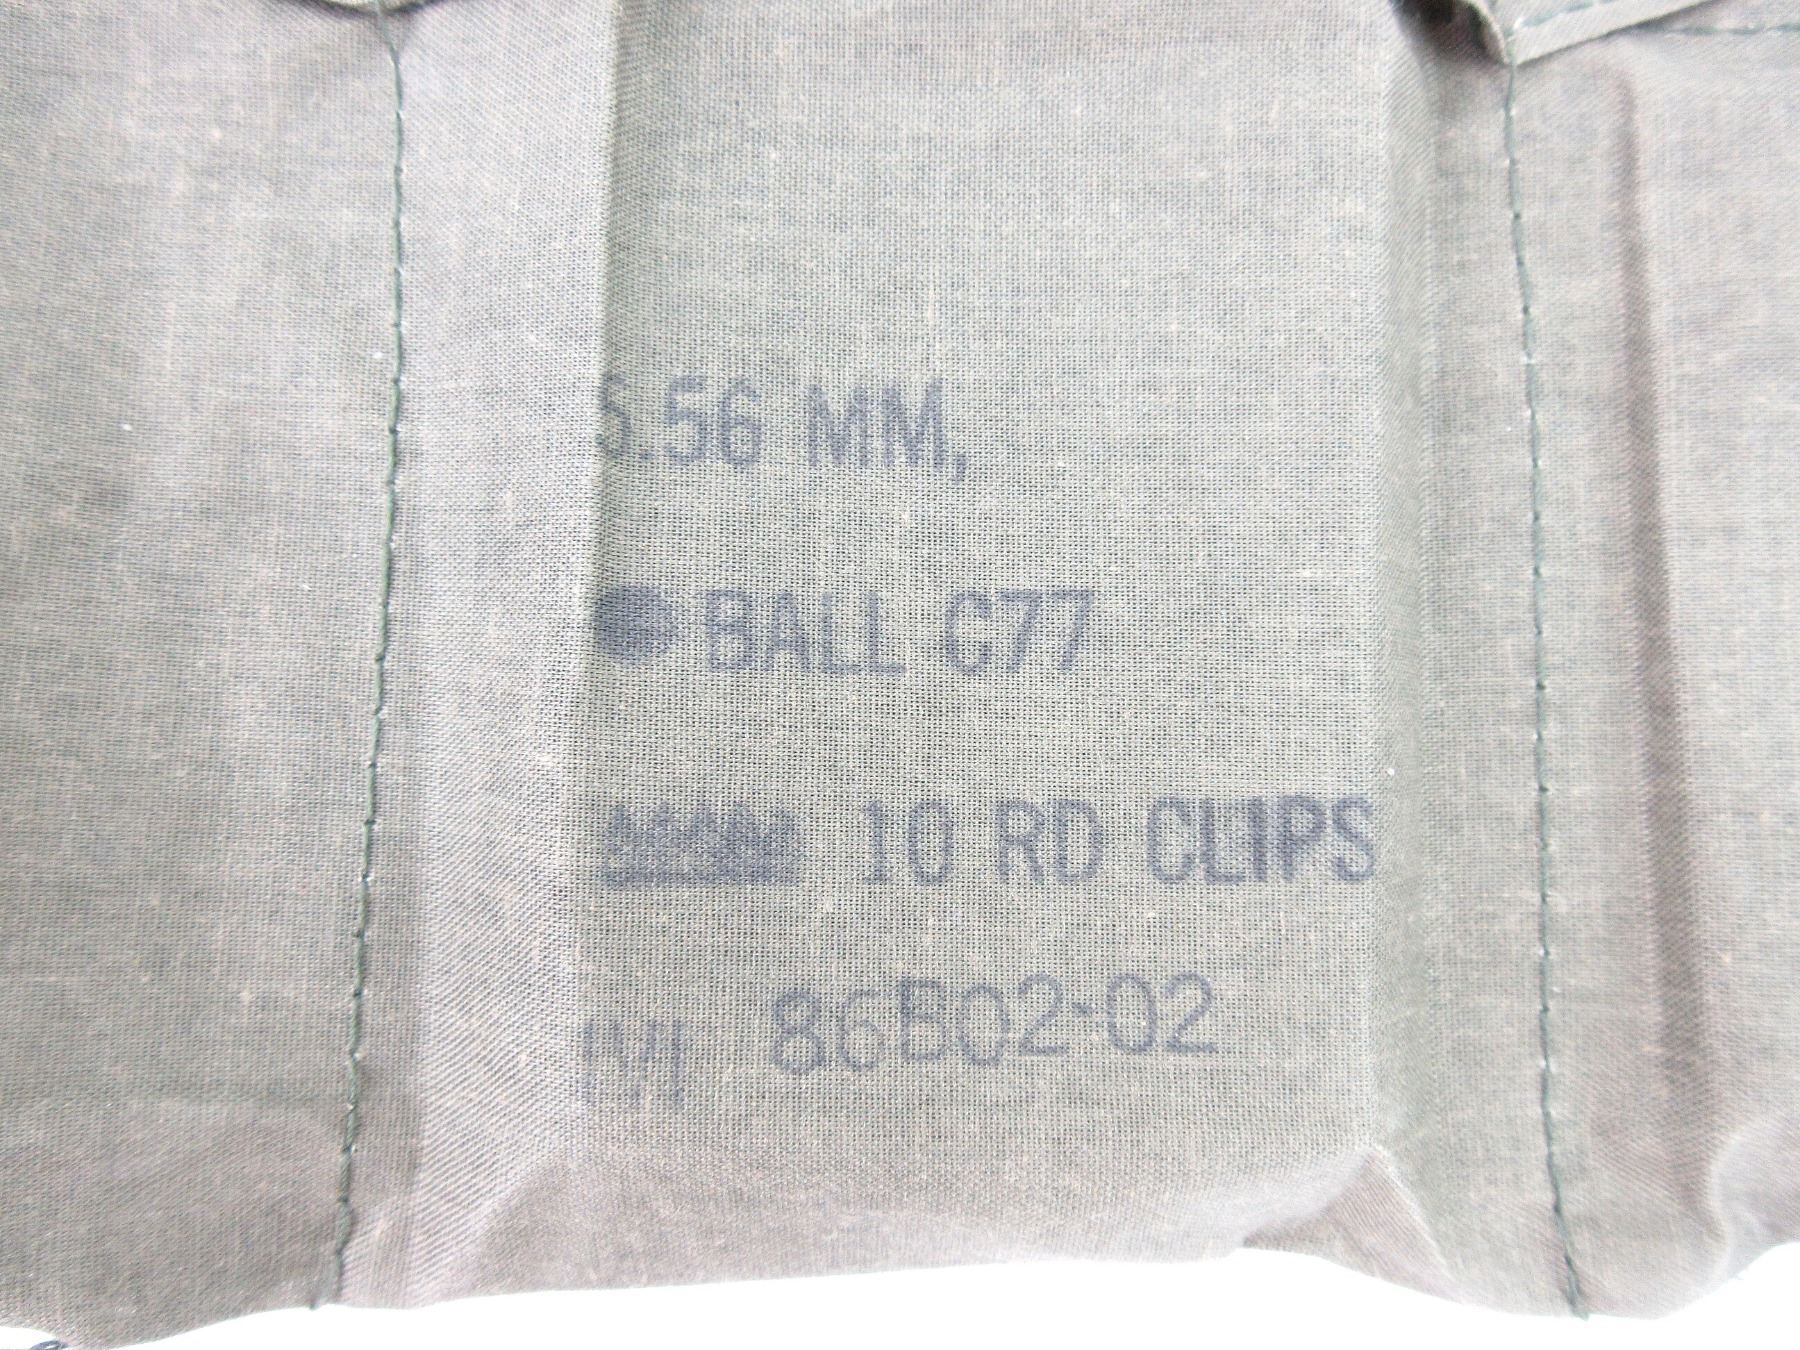 5.56 MM,
BALL C77
10 RD CLIPS
IVI 86B02-02